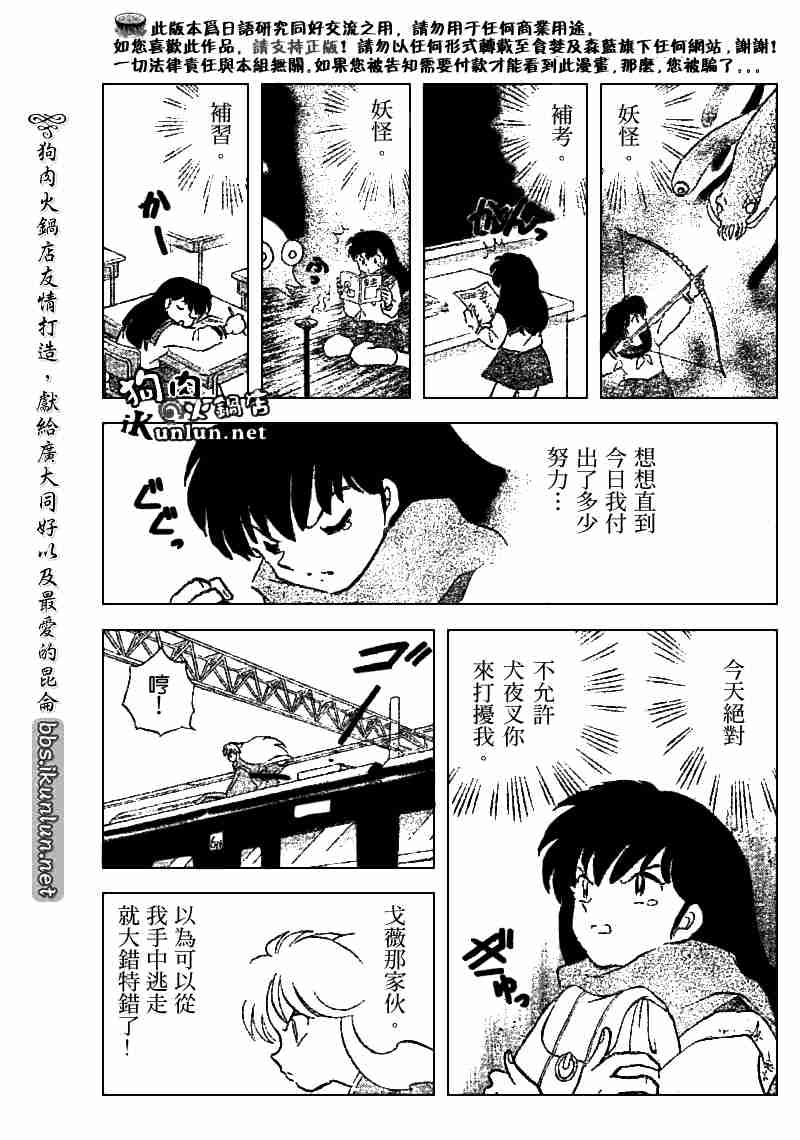 此版本爲日語研究同好交流之用，請勿用于任何商業用途。
如您喜歡此作品，請支持正版！請勿以任何形式轉載至貪婪及森藍旗下任何網站，謝謝！
一切法律責任與本組無關。如果您被告知需要付款才能看到此漫畫，那麼，您被騙了。。。
狗肉火鍋店友情打造，獻給廣大同好以及最愛的昆侖
bbs.ikunlun.net
妖怪。
補考。
かんっ
妖怪。
かっ
補習。
かー
狗肉火鍋店
iKunlun.net
想想直到
今日我付
出了多少
努力…
ぐぐっ
今天絕對
不允許
犬夜叉你
來打擾我。
ぎっ
哼！
戈薇那家伙。
以為可以從
我手中逃走
就大錯特錯了！